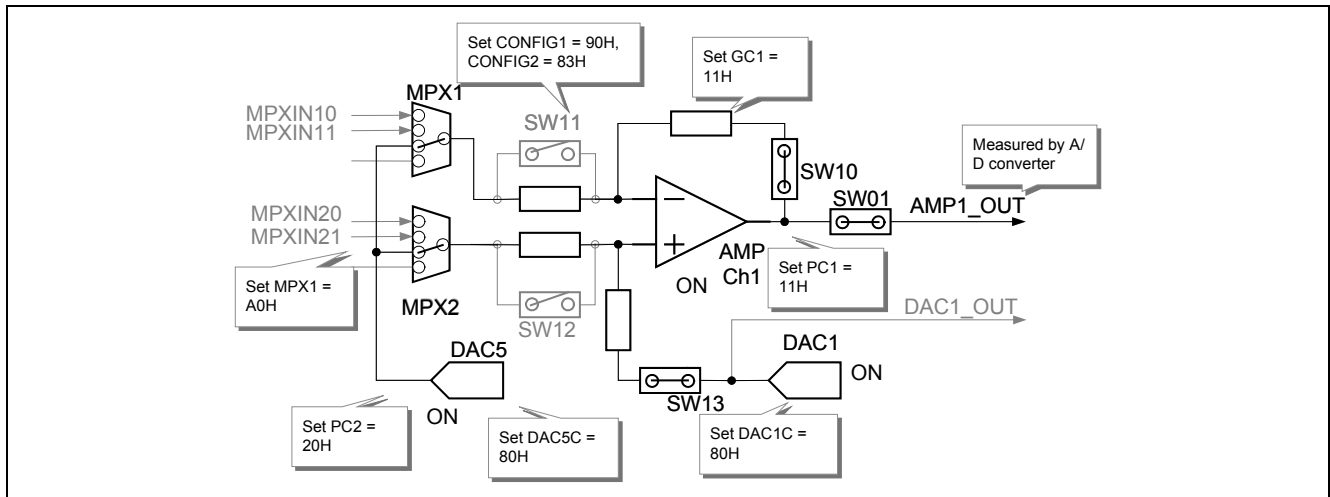 Set CONFIG1 = 90H,
CONFIG2 = 83H
Set GC1 =
11H
MPX1
MPXIN10
MPXIN11
SW11
Measured by A/
D converter
SW10
SW01
AMP1_OUT
MPXIN20
MPXIN21
AMP
Ch1
ON
Set PC1 =
11H
Set MPX1 =
A0H
MPX2
SW12
DAC1_OUT
DAC5
DAC1
ON
SW13
ON
Set PC2 =
20H
Set DAC5C =
80H
Set DAC1C =
80H